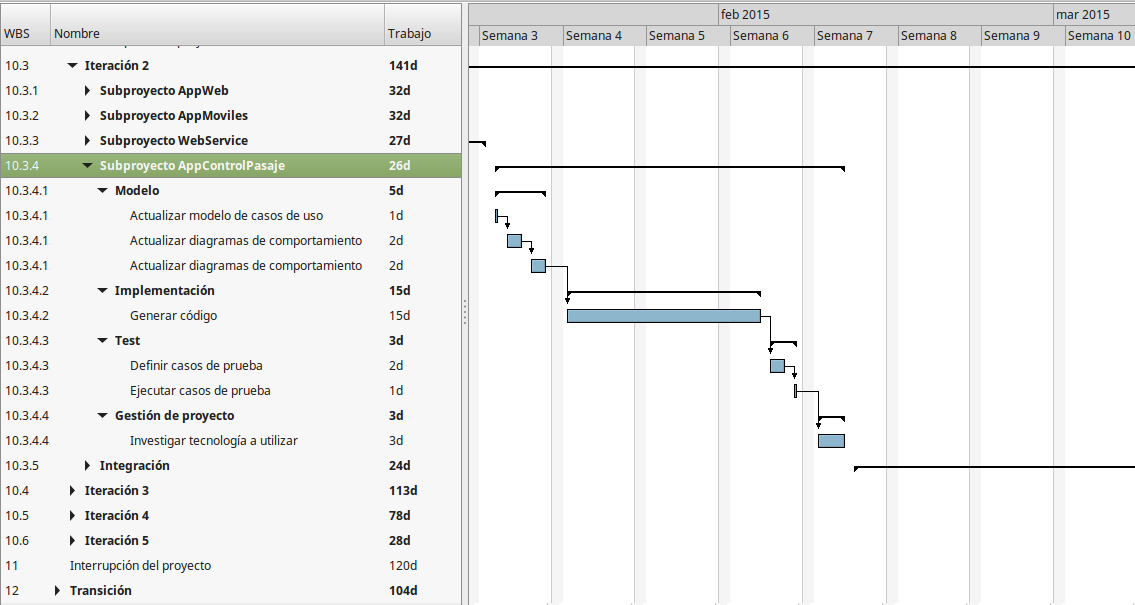 feb 2015 mar 2015
WBS Nombre Trabajo Semana 3 Semana 4 Semana 5 Semana 6 Semana 7 Semana 8 Semana 9 Semana 10
10.3 Iteración 2 141d
10.3.1 Subproyecto AppWeb 32d
10.3.2 Subproyecto AppMoviles 32d
10.3.3 Subproyecto WebService 27d
10.3.4 Subproyecto AppControlPasaje 26d
10.3.4.1 Modelo 5d
10.3.4.1 Actualizar modelo de casos de uso 1d
10.3.4.1 Actualizar diagramas de comportamiento 2d
10.3.4.1 Actualizar diagramas de comportamiento 2d
10.3.4.2 Implementación 15d
10.3.4.2 Generar código 15d
10.3.4.3 Test 3d
10.3.4.3 Definir casos de prueba 2d
10.3.4.3 Ejecutar casos de prueba 1d
10.3.4.4 Gestión de proyecto 3d
10.3.4.4 Investigar tecnología a utilizar 3d
10.3.5 Integración 24d
10.4 Iteración 3 113d
10.5 Iteración 4 78d
10.6 Iteración 5 28d
11 Interrupción del proyecto 120d
12 Transición 104d